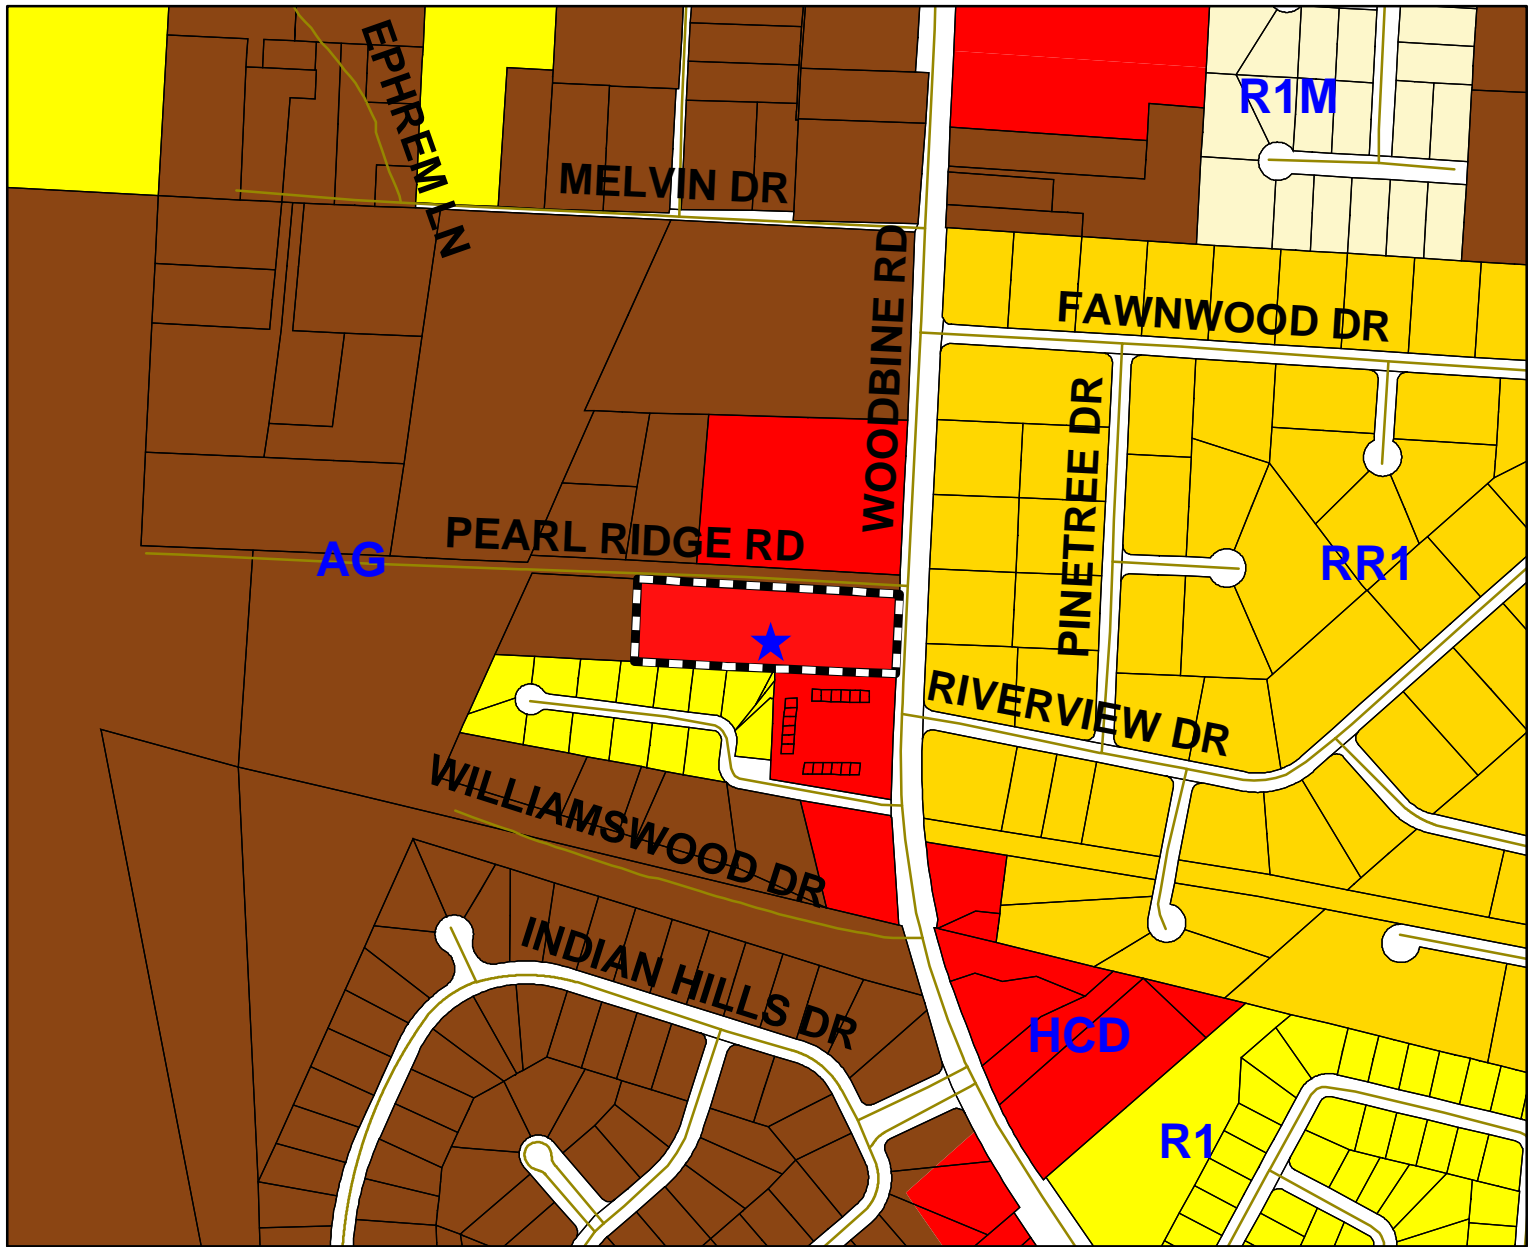 EPHREM LN
R1M
MELVIN DR
WOODBINE RD
FAWNWOOD DR
PINETREE DR
PEARL RIDGE RD
AG
RR1
RIVERVIEW DR
WILLIAMSWOOD DR
INDIAN HILLS DR
HCD
R1